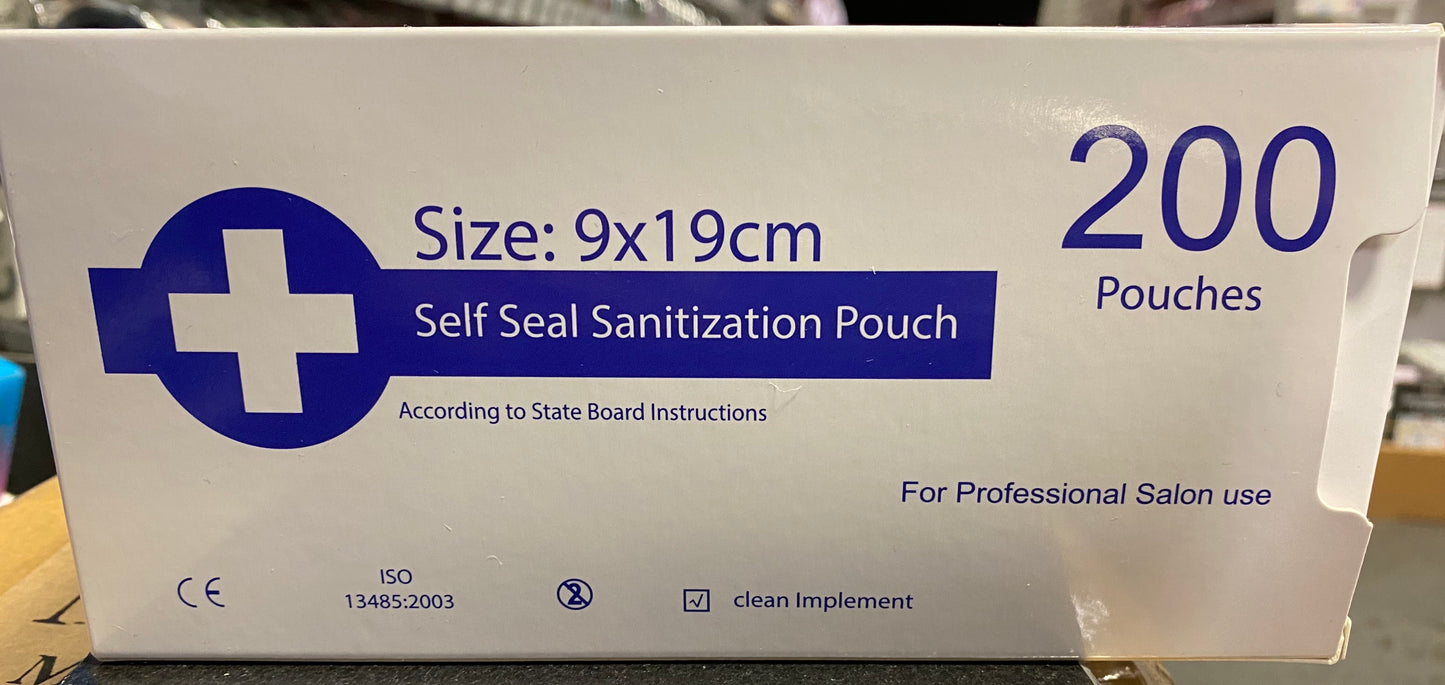 200
Pouches
Size: 9x19cm
Self Seal Sanitization Pouch
According to State Board Instructions
For Professional Salon use
CE
ISO
13485:2003
2
clean Implement